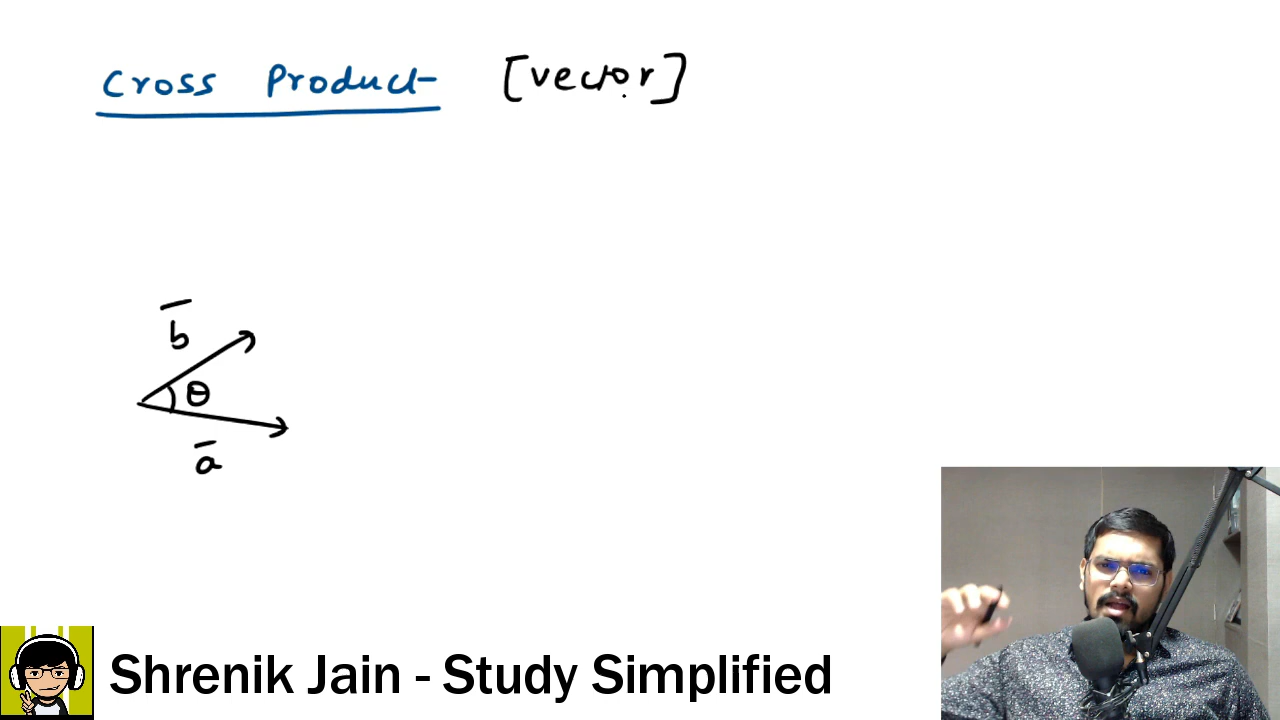 Cross Product [vector]
b̅
θ
a̅
Shrenik Jain - Study Simplified